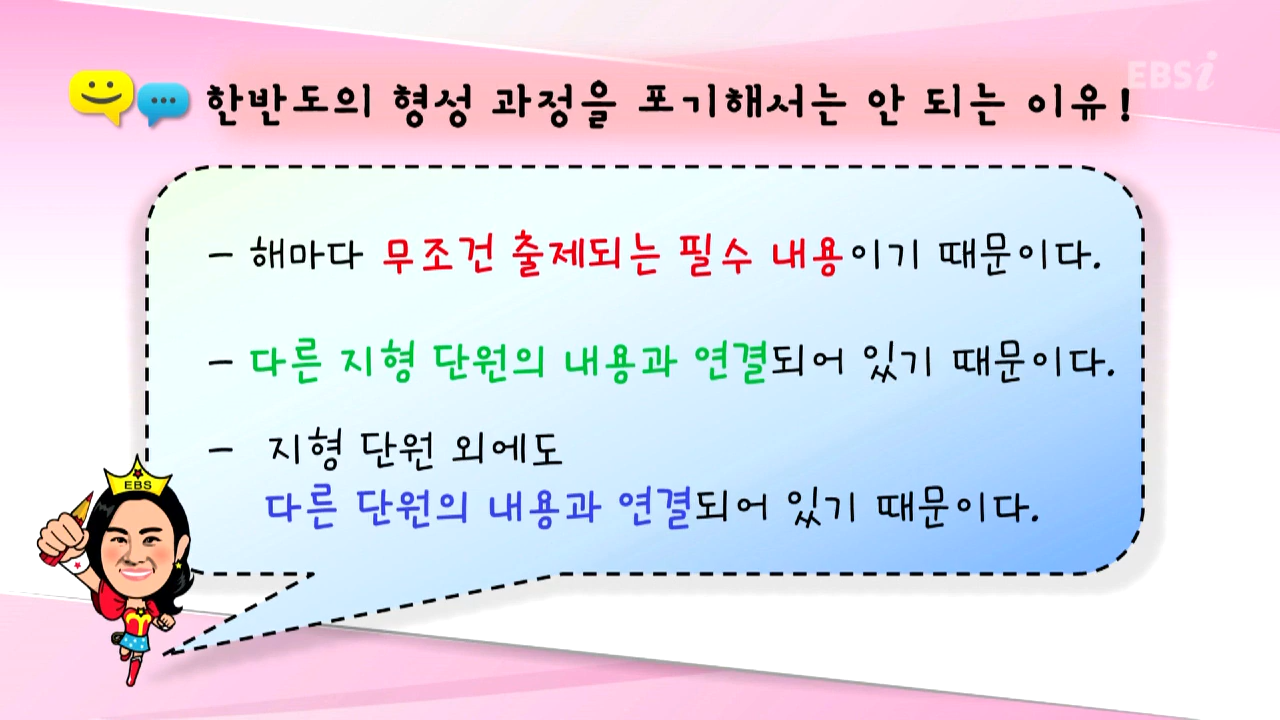 EBSi
한반도의 형성 과정을 포기해서는 안 되는 이유!
- 해마다 무조건 출제되는 필수 내용이기 때문이다.
- 다른 지형 단원의 내용과 연결되어 있기 때문이다.
- 지형 단원 외에도
다른 단원의 내용과 연결되어 있기 때문이다.
EBS